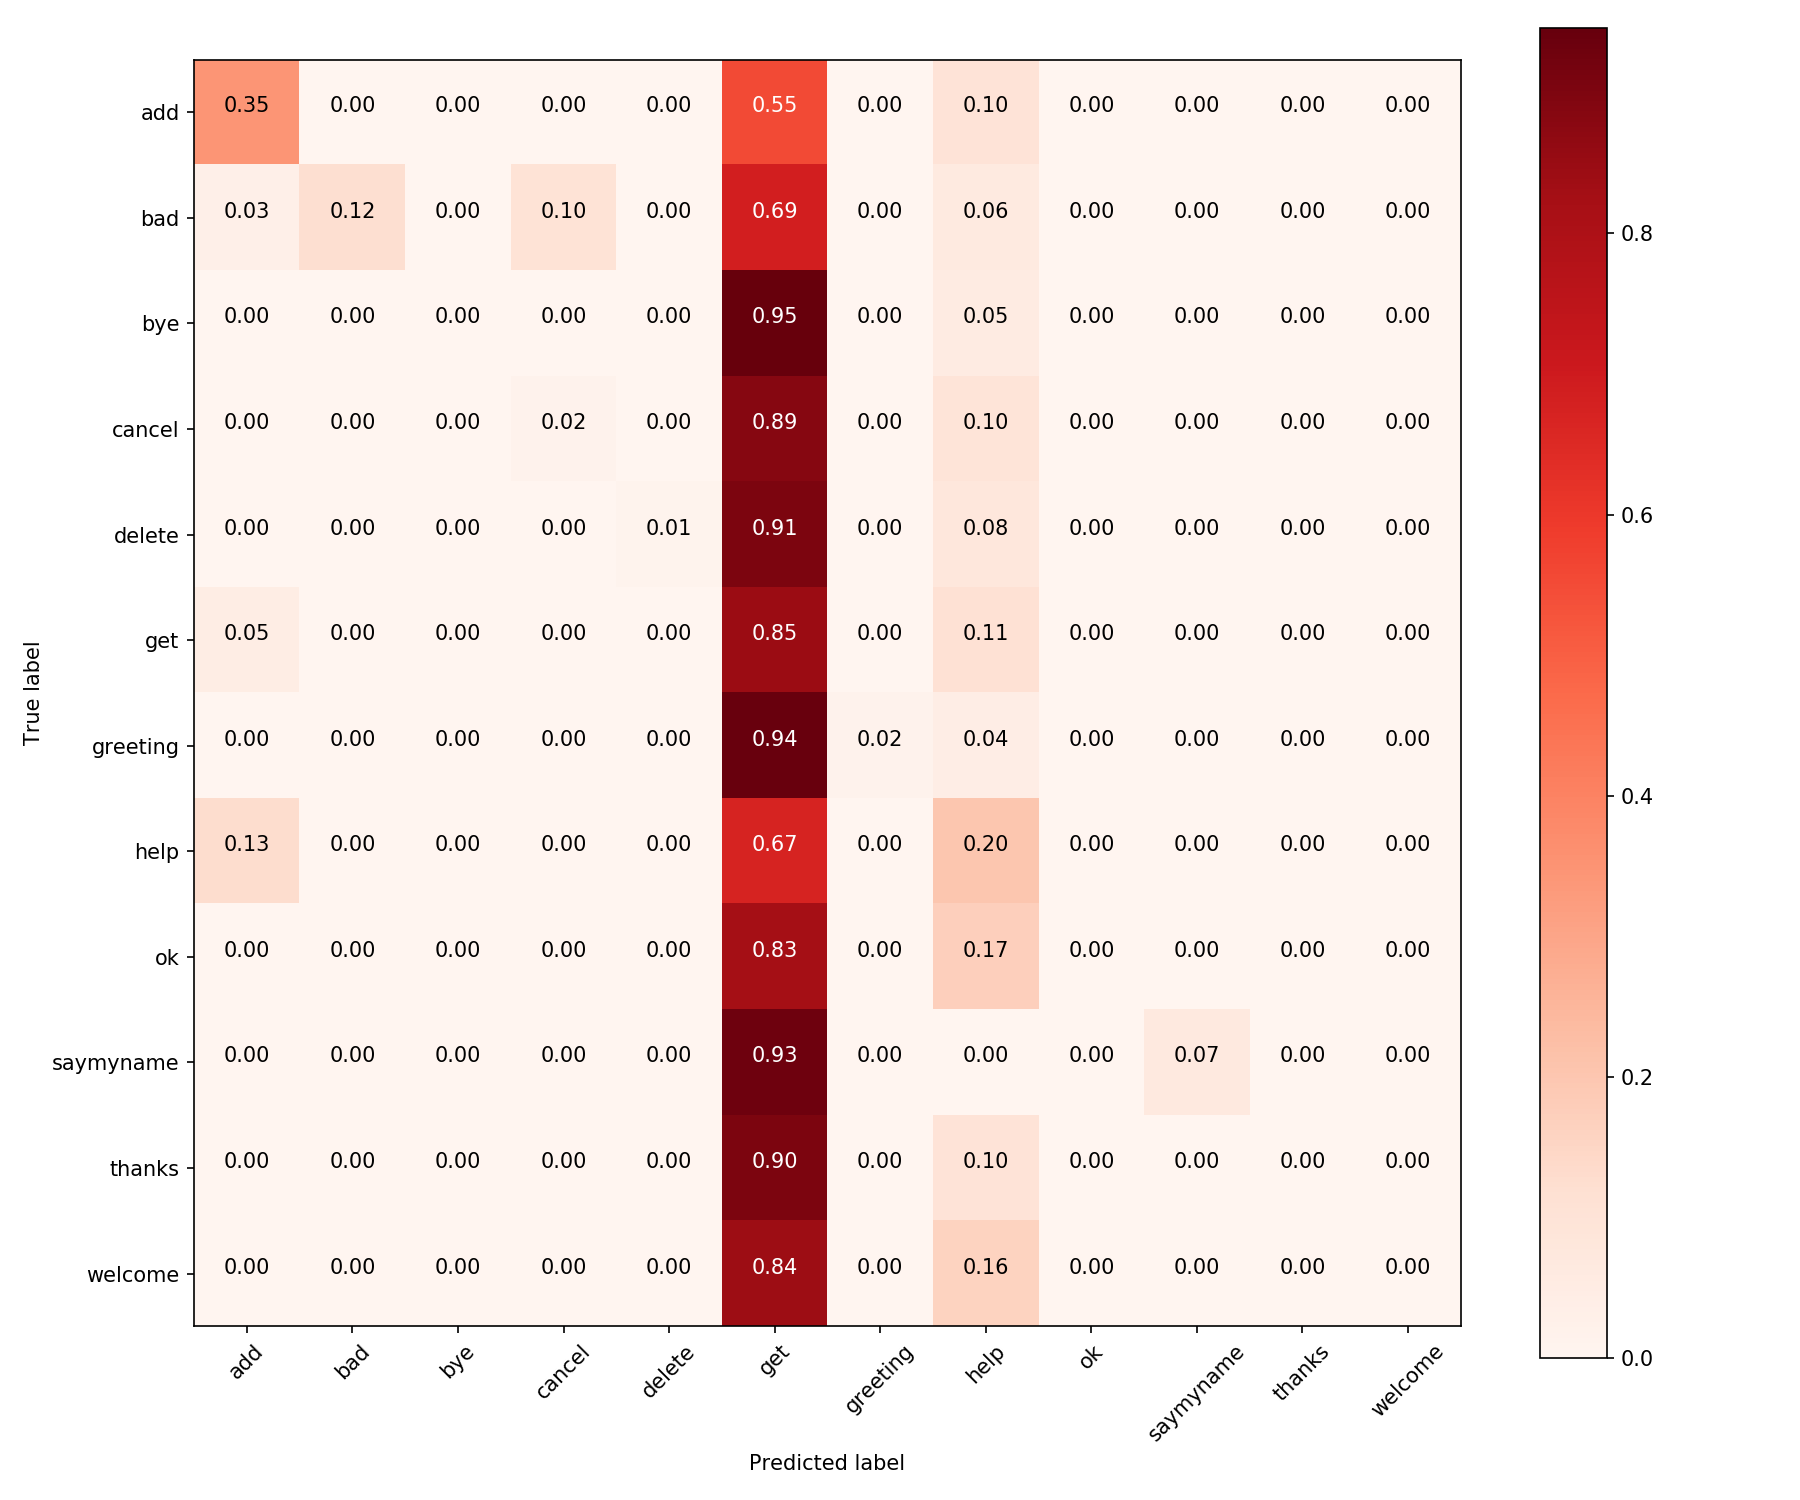 add 0.35 0.00 0.00 0.00 0.00 0.55 0.00 0.10 0.00 0.00 0.00 0.00
bad 0.03 0.12 0.00 0.10 0.00 0.69 0.00 0.06 0.00 0.00 0.00 0.00
bye 0.00 0.00 0.00 0.00 0.00 0.95 0.00 0.05 0.00 0.00 0.00 0.00
cancel 0.00 0.00 0.00 0.02 0.00 0.89 0.00 0.10 0.00 0.00 0.00 0.00
delete 0.00 0.00 0.00 0.00 0.01 0.91 0.00 0.08 0.00 0.00 0.00 0.00
get 0.05 0.00 0.00 0.00 0.00 0.85 0.00 0.11 0.00 0.00 0.00 0.00
greeting 0.00 0.00 0.00 0.00 0.00 0.94 0.02 0.04 0.00 0.00 0.00 0.00
help 0.13 0.00 0.00 0.00 0.00 0.67 0.00 0.20 0.00 0.00 0.00 0.00
ok 0.00 0.00 0.00 0.00 0.00 0.83 0.00 0.17 0.00 0.00 0.00 0.00
saymyname 0.00 0.00 0.00 0.00 0.00 0.93 0.00 0.00 0.00 0.07 0.00 0.00
thanks 0.00 0.00 0.00 0.00 0.00 0.90 0.00 0.10 0.00 0.00 0.00 0.00
welcome 0.00 0.00 0.00 0.00 0.00 0.84 0.00 0.16 0.00 0.00 0.00 0.00
add bad bye cancel delete get greeting help ok saymyname thanks welcome
True label
Predicted label
0.8
0.6
0.4
0.2
0.0